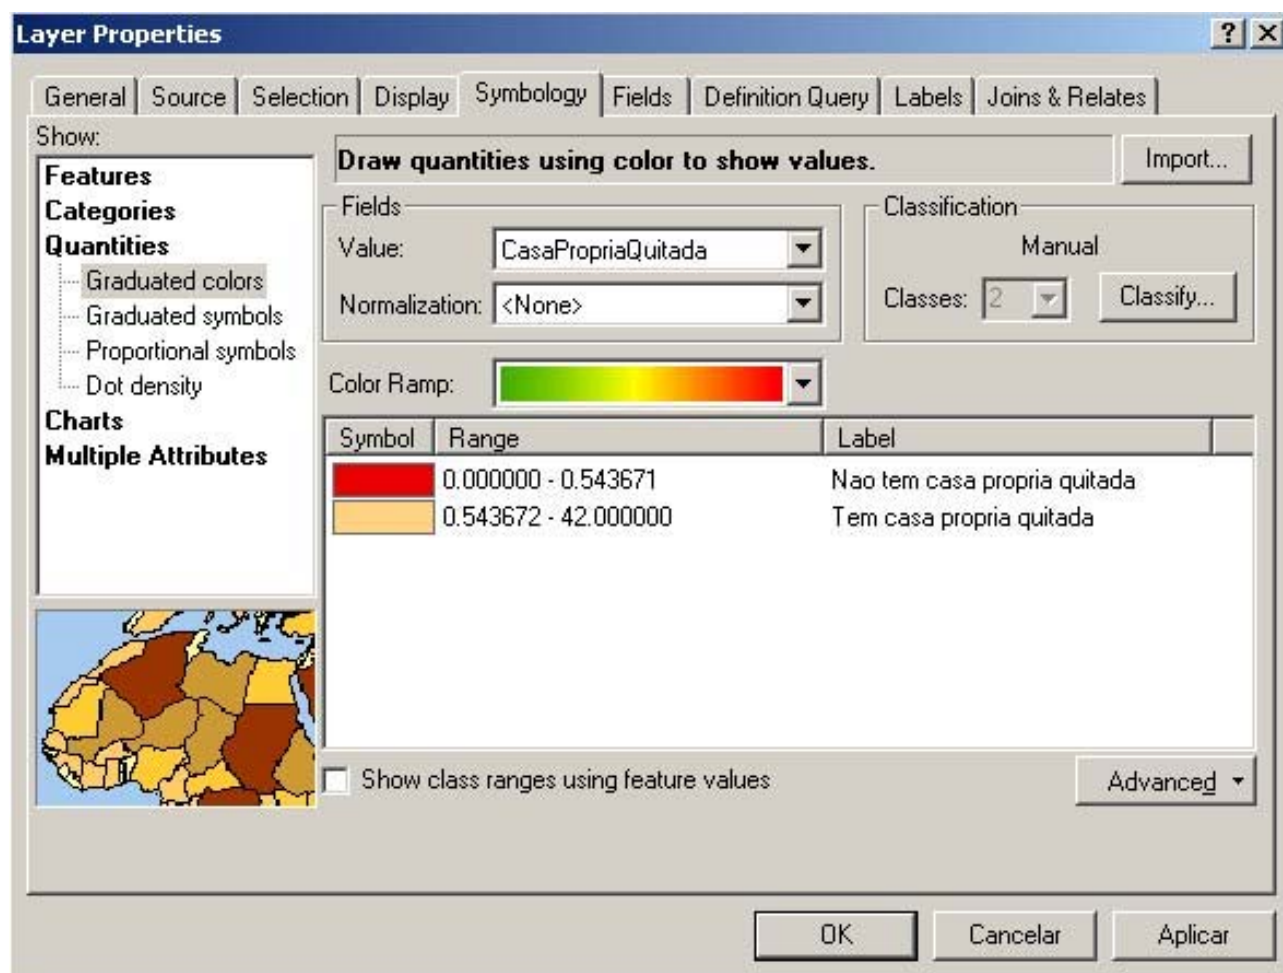 Layer Properties
General Source Selection Display Symbology Fields Definition Query Labels Joins & Relates
Show:
Features
Categories
Quantities
Graduated colors
Graduated symbols
Proportional symbols
Dot density
Charts
Multiple Attributes
Draw quantities using color to show values.
Import...
Fields
Value: CasaPropriaQuitada
Normalization: <None>
Classification
Manual
Classes: 2 Classify...
Color Ramp:
Symbol Range Label
0.000000 - 0.543671 Nao tem casa propria quitada
0.543672 - 42.000000 Tem casa propria quitada
Show class ranges using feature values
Advanced
OK Cancelar Aplicar